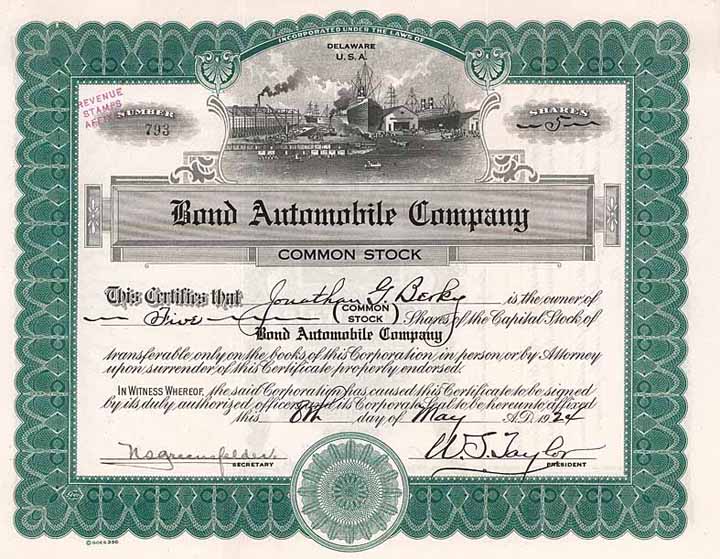 INCORPORATED UNDER THE LAWS OF
DELAWARE
U.S.A.
REVENUE
STAMPS
NUMBER
793
SHARES
5
Bond Automobile Company
COMMON STOCK
This Certifies that Jonathan G. Berky is the owner of
Five (COMMON STOCK) Shares of the Capital Stock of
Bond Automobile Company
transferable only on the books of this Corporation in person or by Attorney
upon surrender of this Certificate properly endorsed.
IN WITNESS WHEREOF, the said Corporation has caused this Certificate to be signed
by its duly authorized officers and its Corporate Seal to be hereunto affixed
this 8th day of May A.D. 1924
N S Greensfelder
SECRETARY
W. J. Taylor
PRESIDENT
© GOES 330